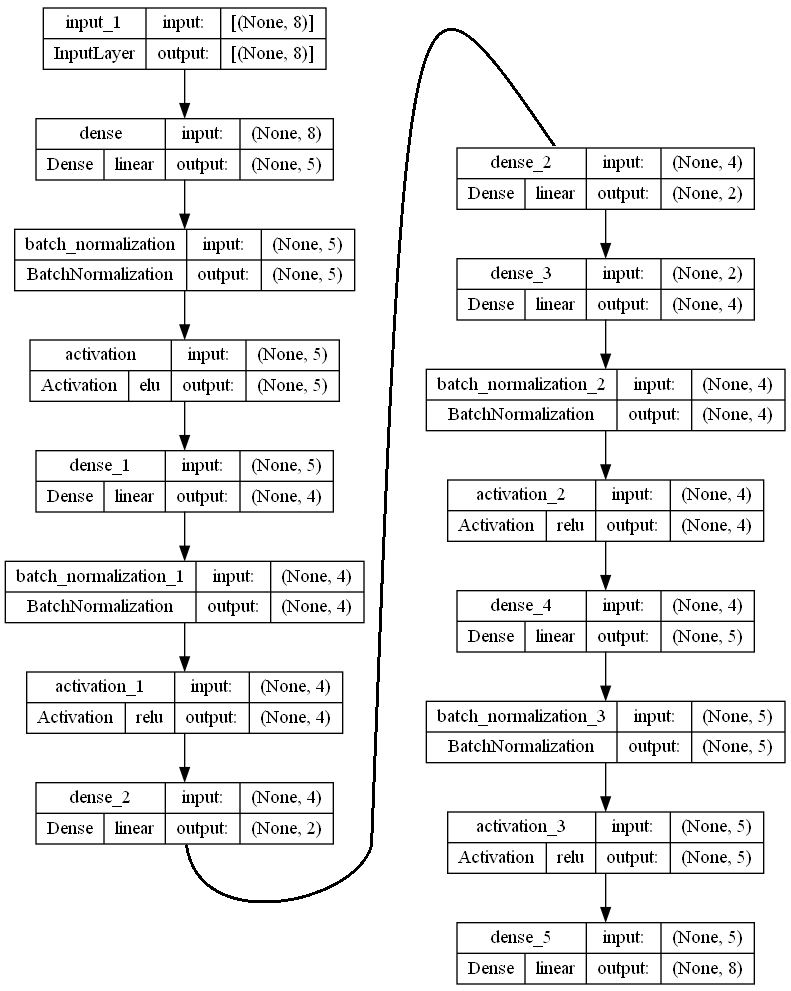 input_1 input: [(None, 8)]
InputLayer output: [(None, 8)]
dense input: (None, 8)
Dense linear output: (None, 5)
batch_normalization input: (None, 5)
BatchNormalization output: (None, 5)
activation input: (None, 5)
Activation elu output: (None, 5)
dense_1 input: (None, 5)
Dense linear output: (None, 4)
batch_normalization_1 input: (None, 4)
BatchNormalization output: (None, 4)
activation_1 input: (None, 4)
Activation relu output: (None, 4)
dense_2 input: (None, 4)
Dense linear output: (None, 2)
dense_2 input: (None, 4)
Dense linear output: (None, 2)
dense_3 input: (None, 2)
Dense linear output: (None, 4)
batch_normalization_2 input: (None, 4)
BatchNormalization output: (None, 4)
activation_2 input: (None, 4)
Activation relu output: (None, 4)
dense_4 input: (None, 4)
Dense linear output: (None, 5)
batch_normalization_3 input: (None, 5)
BatchNormalization output: (None, 5)
activation_3 input: (None, 5)
Activation relu output: (None, 5)
dense_5 input: (None, 5)
Dense linear output: (None, 8)